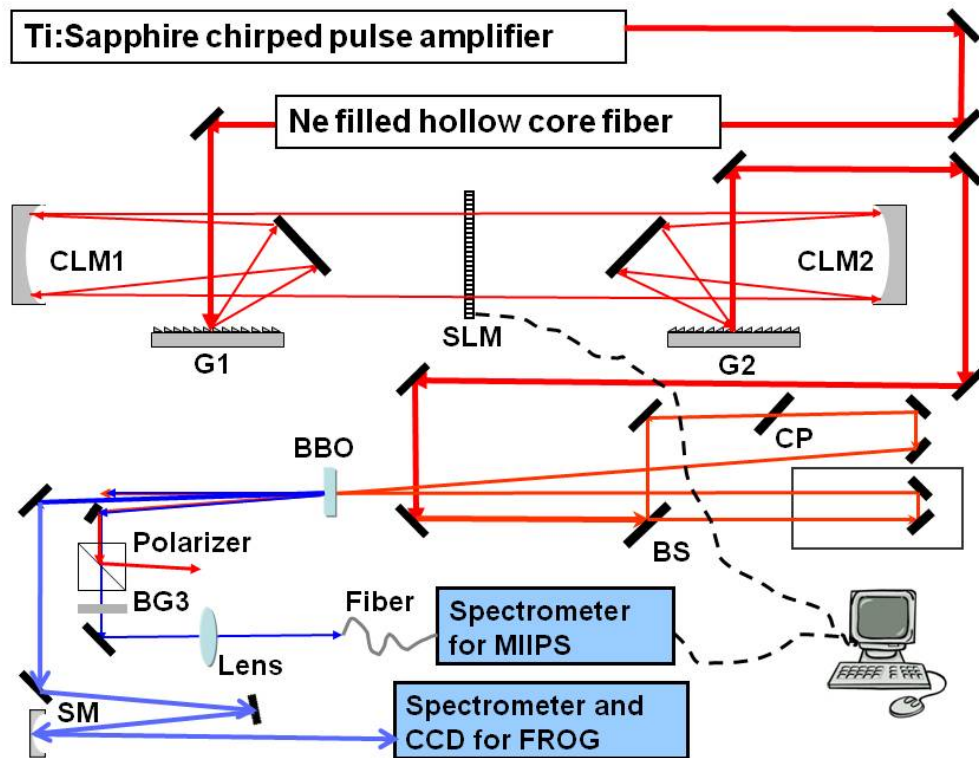 Ti:Sapphire chirped pulse amplifier
Ne filled hollow core fiber
CLM1
CLM2
SLM
G1
G2
CP
BBO
BS
Polarizer
BG3
Fiber
Lens
Spectrometer
for MIIPS
SM
Spectrometer and
CCD for FROG